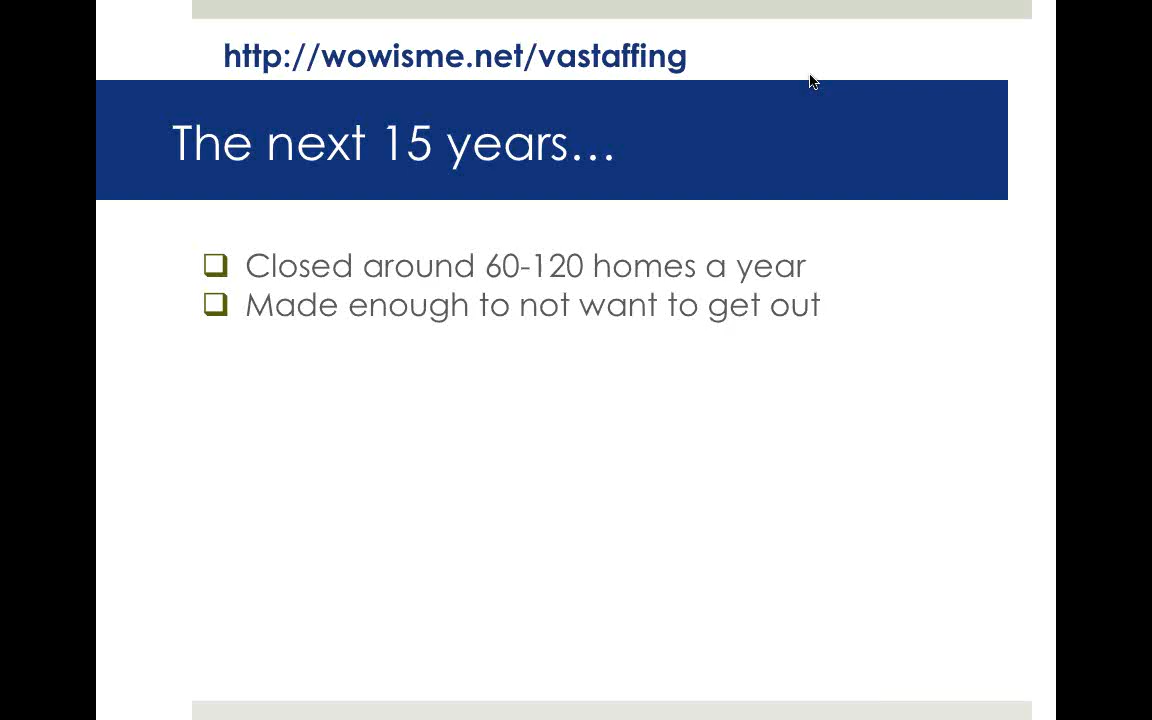 http://wowisme.net/vastaffing
The next 15 years…
❑ Closed around 60-120 homes a year
❑ Made enough to not want to get out